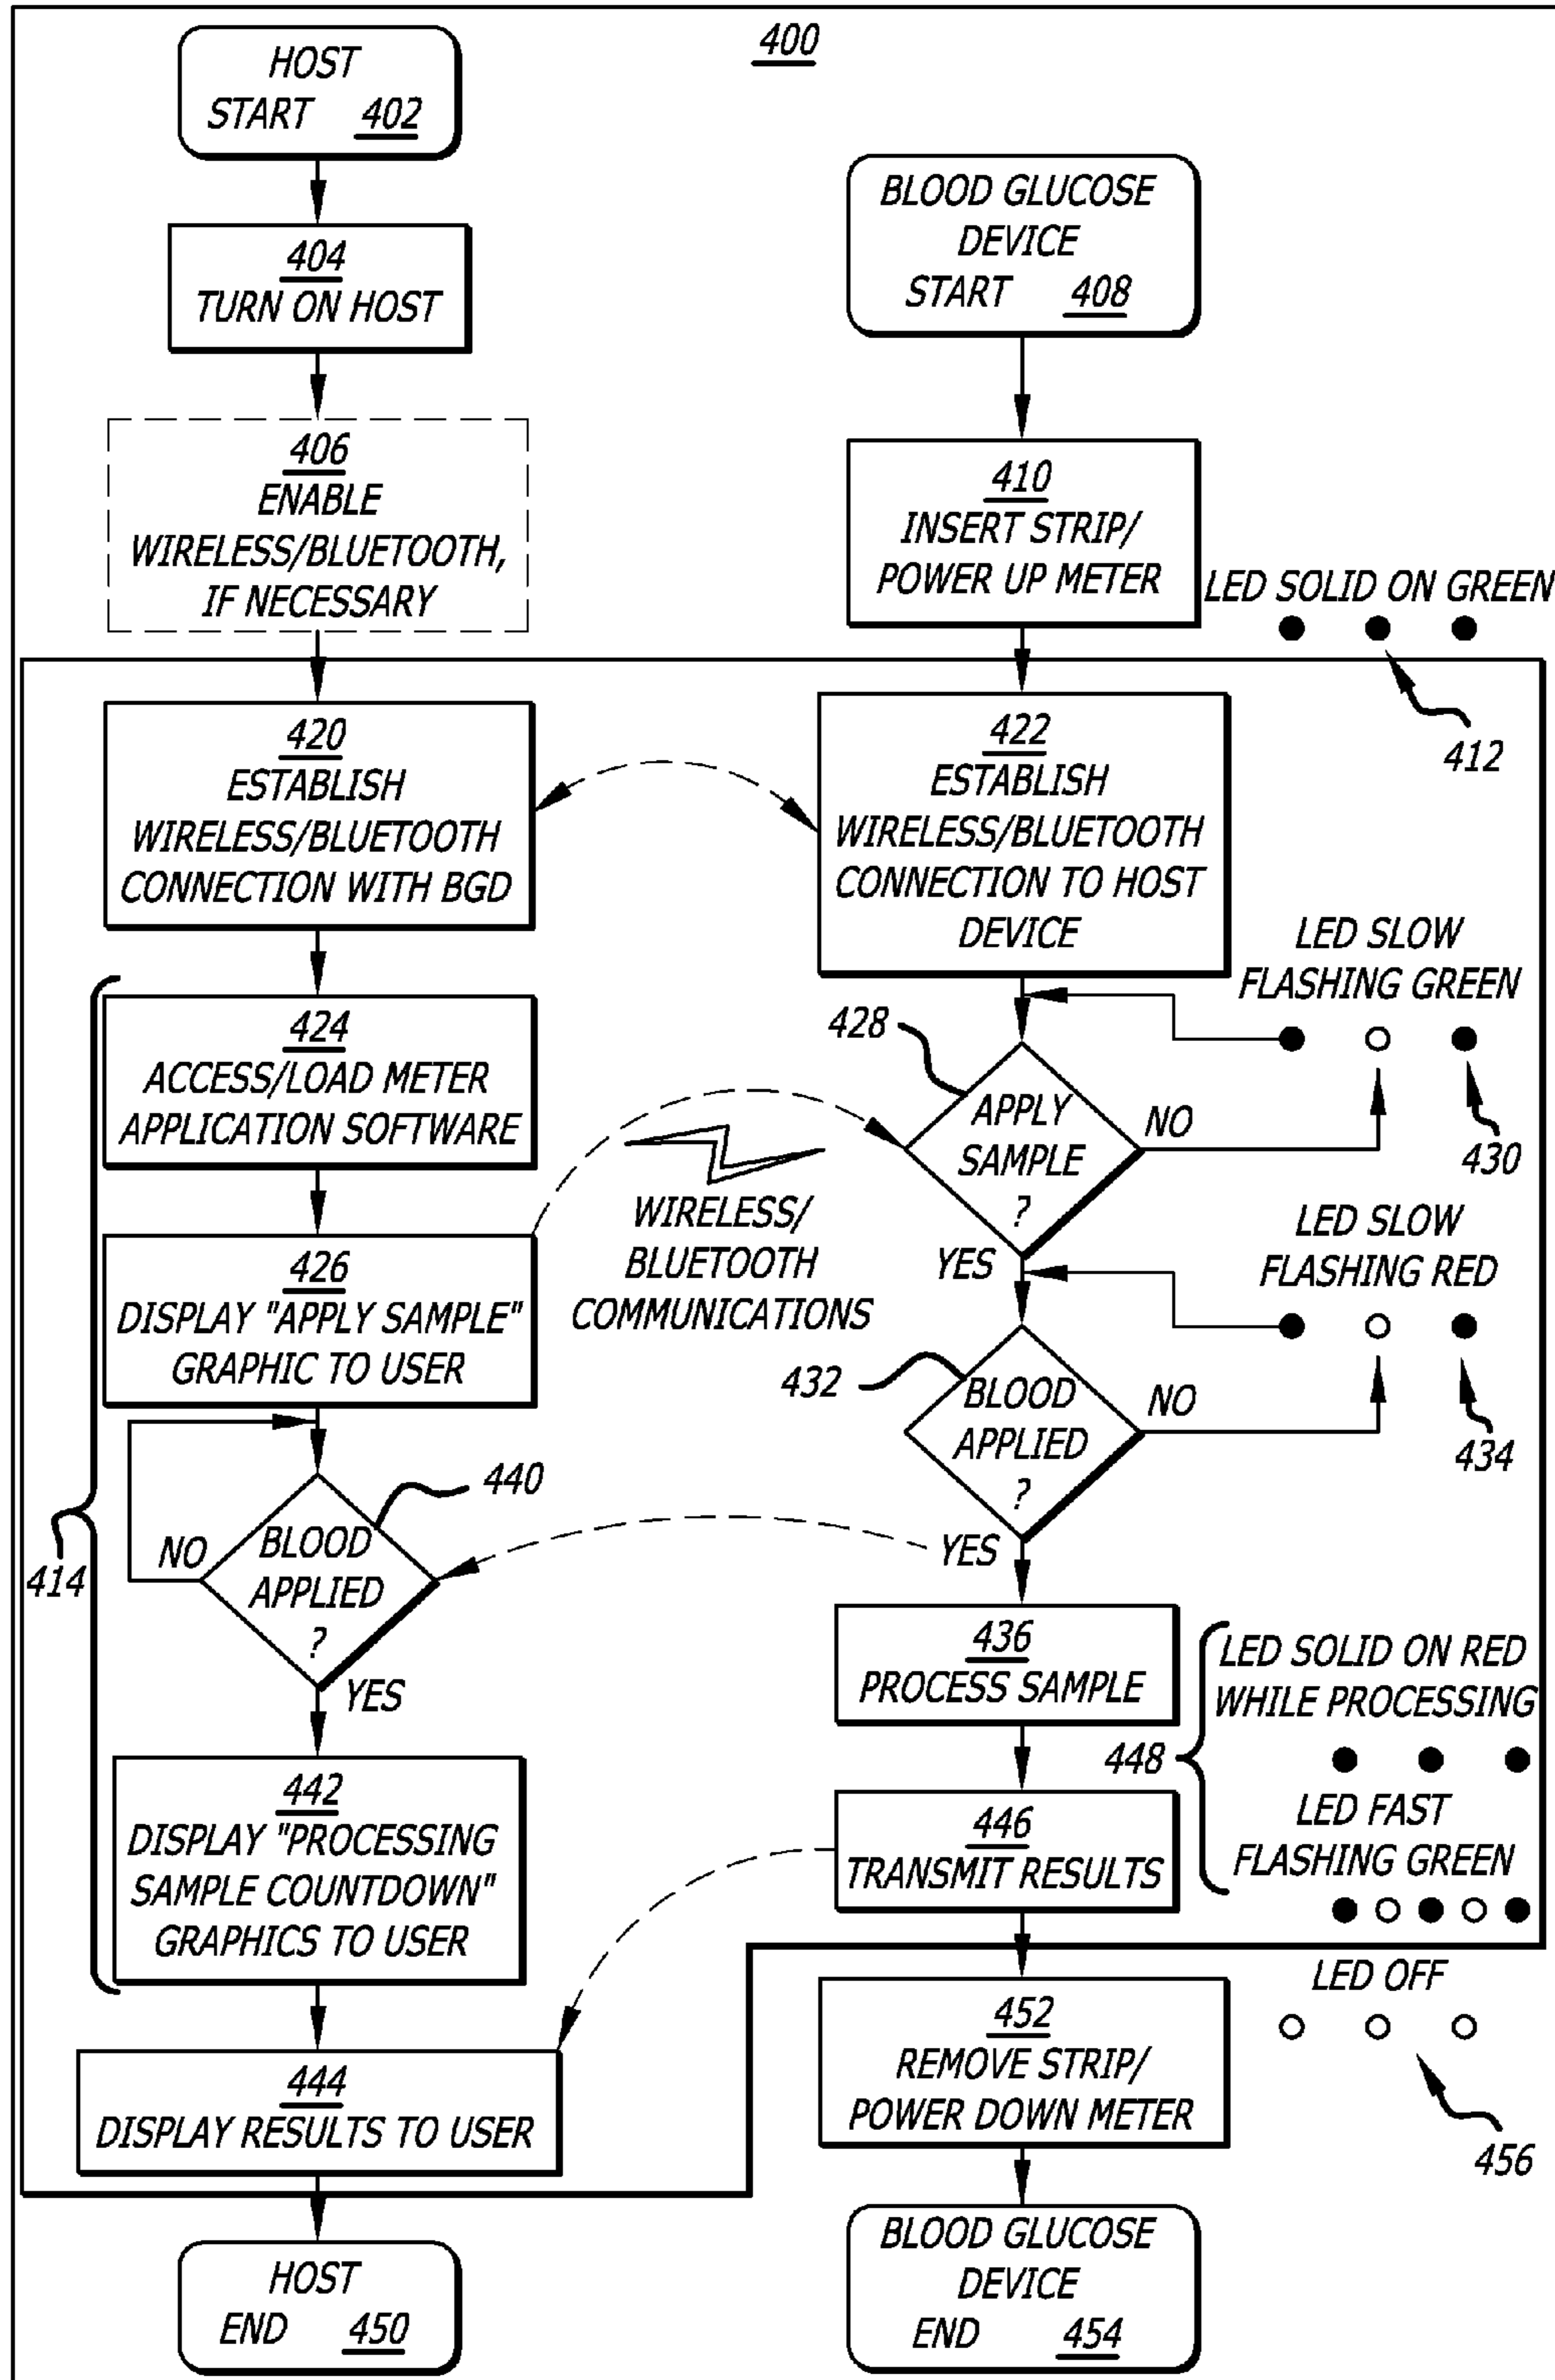 400
HOST
START 402
404
TURN ON HOST
406
ENABLE
WIRELESS/BLUETOOTH,
IF NECESSARY
BLOOD GLUCOSE
DEVICE
START 408
410
INSERT STRIP/
POWER UP METER
LED SOLID ON GREEN
412
420
ESTABLISH
WIRELESS/BLUETOOTH
CONNECTION WITH BGD
422
ESTABLISH
WIRELESS/BLUETOOTH
CONNECTION TO HOST
DEVICE
414
424
ACCESS/LOAD METER
APPLICATION SOFTWARE
426
DISPLAY "APPLY SAMPLE"
GRAPHIC TO USER
WIRELESS/
BLUETOOTH
COMMUNICATIONS
428
APPLY
SAMPLE
?
NO
YES
LED SLOW
FLASHING GREEN
430
432
BLOOD
APPLIED
?
NO
YES
LED SLOW
FLASHING RED
434
440
BLOOD
APPLIED
?
NO
YES
436
PROCESS SAMPLE
448
LED SOLID ON RED
WHILE PROCESSING
LED FAST
FLASHING GREEN
442
DISPLAY "PROCESSING
SAMPLE COUNTDOWN"
GRAPHICS TO USER
446
TRANSMIT RESULTS
444
DISPLAY RESULTS TO USER
452
REMOVE STRIP/
POWER DOWN METER
LED OFF
456
HOST
END 450
BLOOD GLUCOSE
DEVICE
END 454